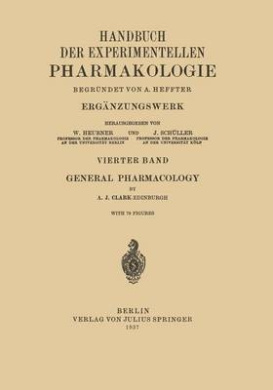 HANDBUCH
DER EXPERIMENTELLEN
PHARMAKOLOGIE
BEGRÜNDET VON A. HEFFTER
ERGÄNZUNGSWERK
HERAUSGEGEBEN VON
W. HEUBNER UND J. SCHÜLLER
PROFESSOR DER PHARMAKOLOGIE PROFESSOR DER PHARMAKOLOGIE
AN DER UNIVERSITÄT BERLIN AN DER UNIVERSITÄT KÖLN
VIERTER BAND
GENERAL PHARMACOLOGY
BY
A. J. CLARK-EDINBURGH
WITH 79 FIGURES
BERLIN
VERLAG VON JULIUS SPRINGER
1937